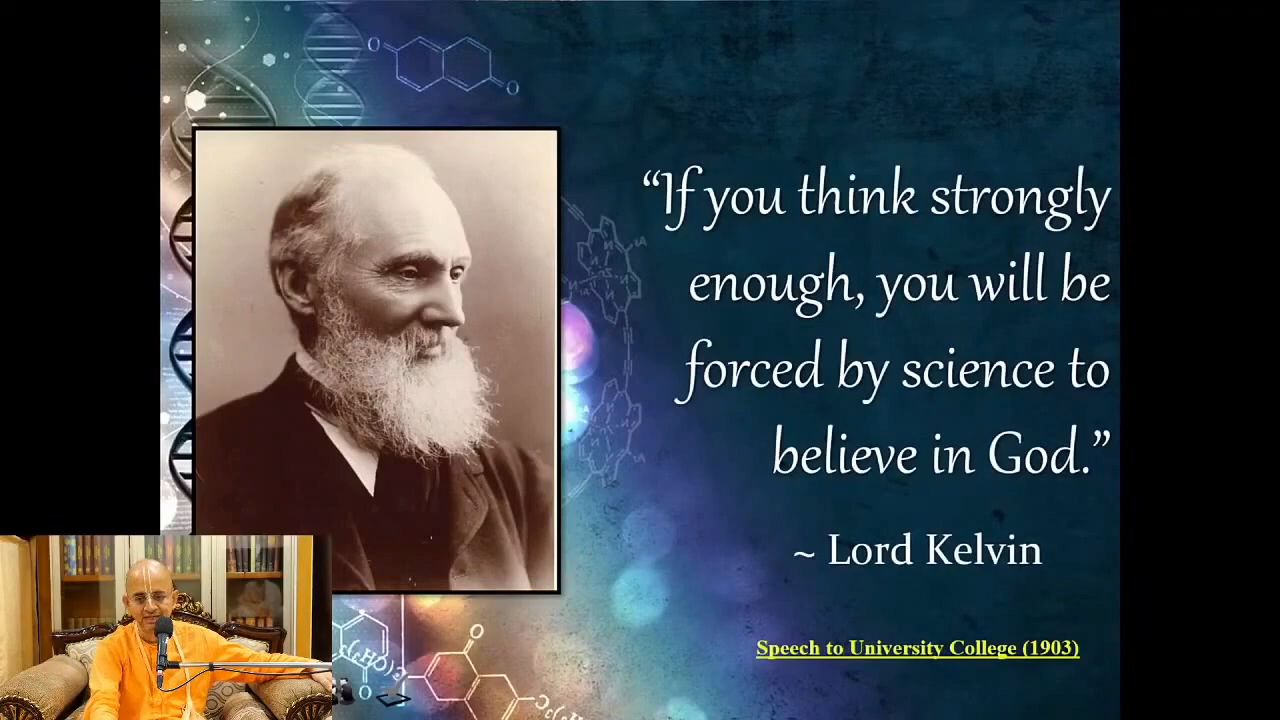 “If you think strongly
enough, you will be
forced by science to
believe in God.”
~ Lord Kelvin
Speech to University College (1903)
O
O
O
O